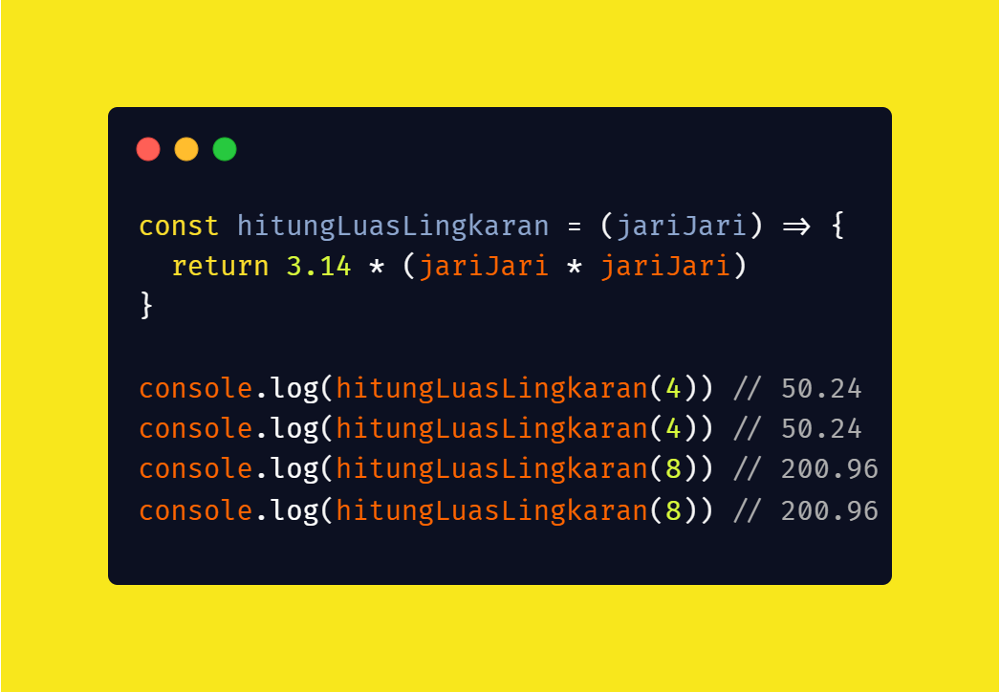 const hitungLuasLingkaran = (jariJari) => {
  return 3.14 * (jariJari * jariJari)
}
console.log(hitungLuasLingkaran(4)) // 50.24
console.log(hitungLuasLingkaran(4)) // 50.24
console.log(hitungLuasLingkaran(8)) // 200.96
console.log(hitungLuasLingkaran(8)) // 200.96